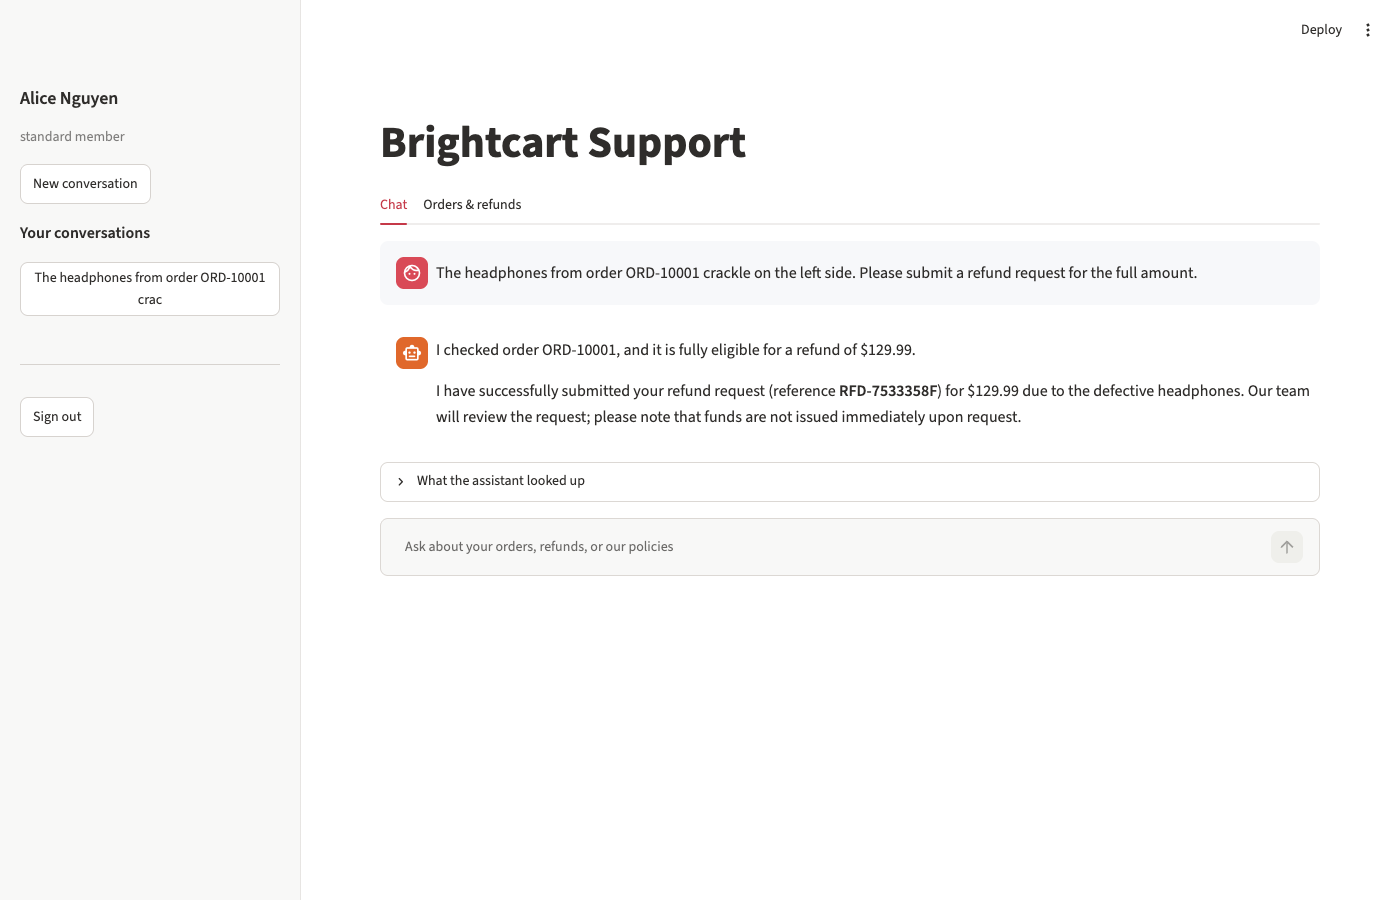 Deploy
Alice Nguyen
standard member
New conversation
Your conversations
The headphones from order ORD-10001
crac
Sign out
Brightcart Support
Chat
Orders & refunds
The headphones from order ORD-10001 crackle on the left side. Please submit a refund request for the full amount.
I checked order ORD-10001, and it is fully eligible for a refund of $129.99.
I have successfully submitted your refund request (reference RFD-7533358F) for $129.99 due to the defective headphones. Our team
will review the request; please note that funds are not issued immediately upon request.
What the assistant looked up
Ask about your orders, refunds, or our policies